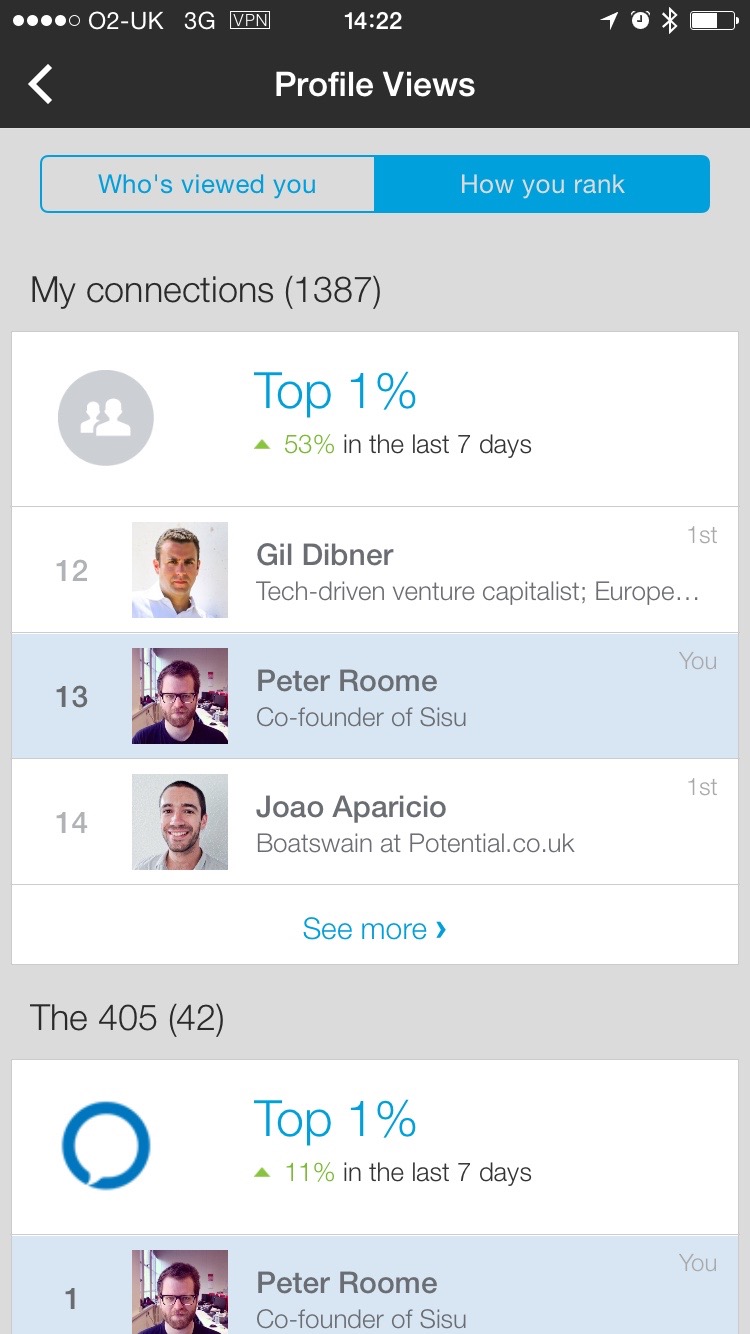 O2-UK 3G VPN 14:22
Profile Views
Who's viewed you How you rank
My connections (1387)
Top 1%
53% in the last 7 days
1st
12 Gil Dibner
Tech-driven venture capitalist; Europe…
You
13 Peter Roome
Co-founder of Sisu
1st
14 Joao Aparicio
Boatswain at Potential.co.uk
See more ›
The 405 (42)
Top 1%
11% in the last 7 days
You
1 Peter Roome
Co-founder of Sisu